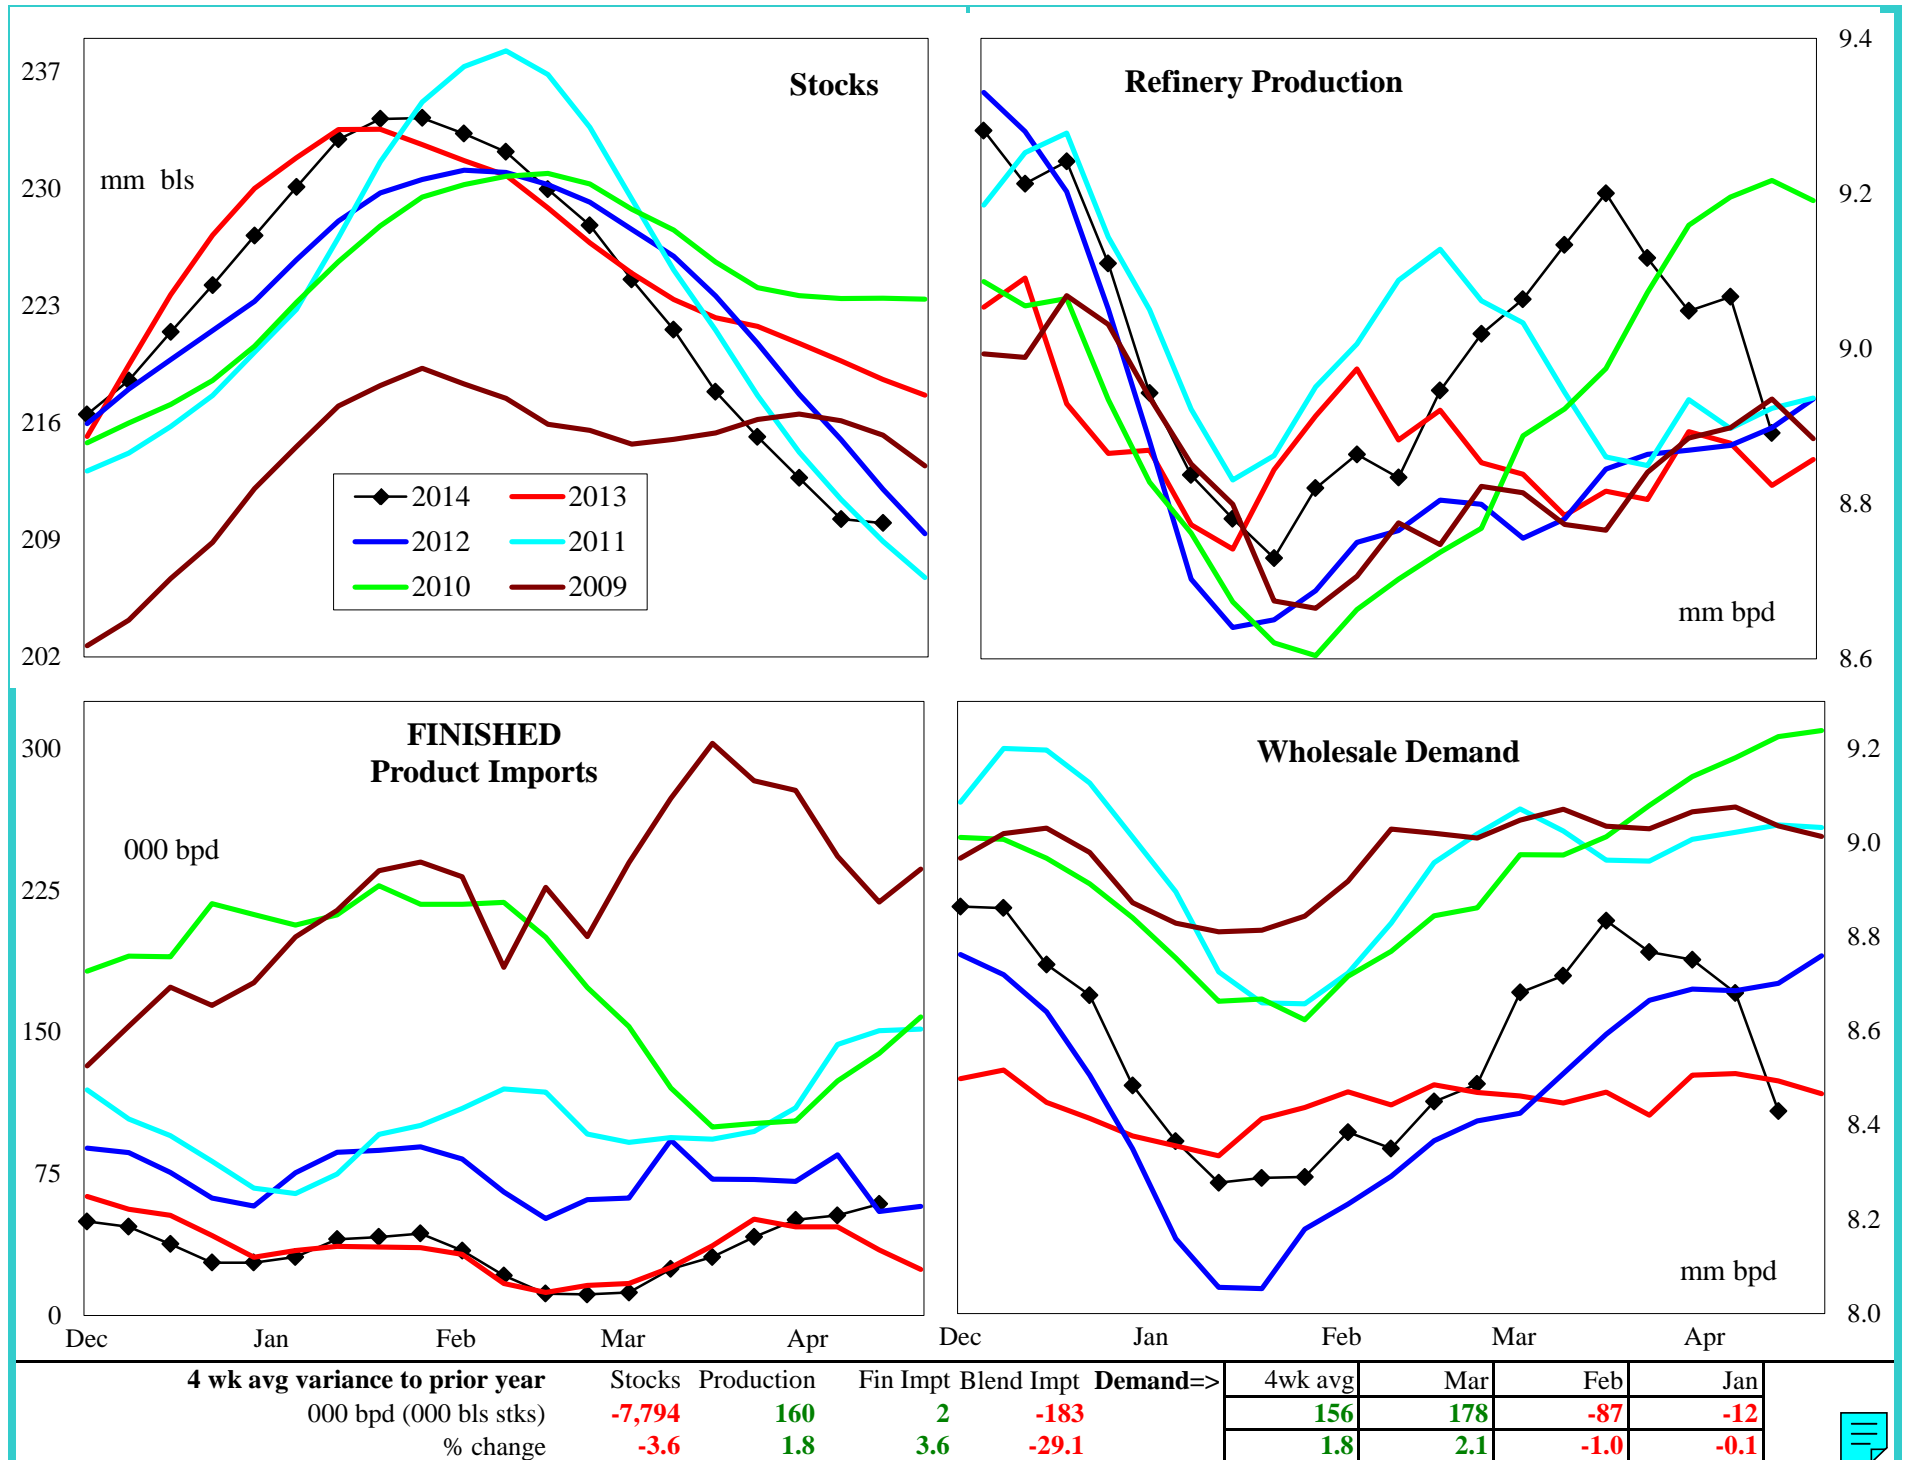 Stocks
mm bls
237
230
223
216
209
202
2014 2013
2012 2011
2010 2009
Refinery Production
mm bpd
9.4
9.2
9.0
8.8
8.6
FINISHED
Product Imports
000 bpd
300
225
150
75
0
Dec Jan Feb Mar Apr
Wholesale Demand
mm bpd
9.2
9.0
8.8
8.6
8.4
8.2
8.0
Dec Jan Feb Mar Apr
4 wk avg variance to prior year Stocks Production Fin Impt Blend Impt Demand=> 4wk avg Mar Feb Jan
000 bpd (000 bls stks) -7,794 160 2 -183 156 178 -87 -12
% change -3.6 1.8 3.6 -29.1 1.8 2.1 -1.0 -0.1